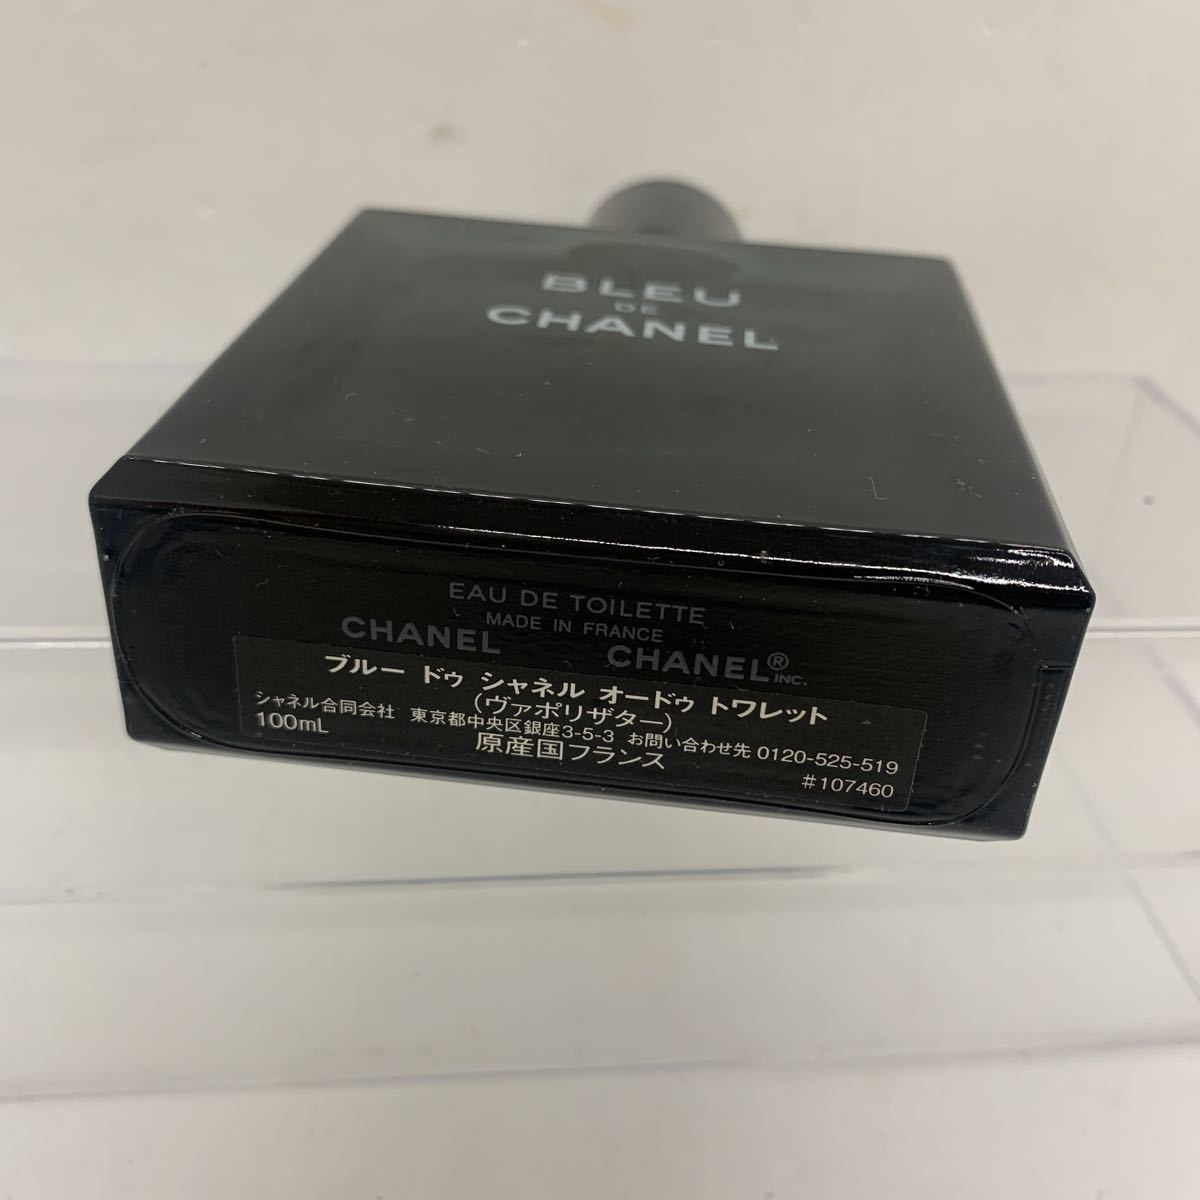 BLEU
DE
CHANEL
EAU DE TOILETTE
MADE IN FRANCE
CHANEL CHANEL® INC.
ブルー ドゥ シャネル オードゥ トワレット
(ヴァポリザター)
シャネル合同会社 東京都中央区銀座3-5-3 お問い合わせ先 0120-525-519
100mL 原産国フランス
#107460